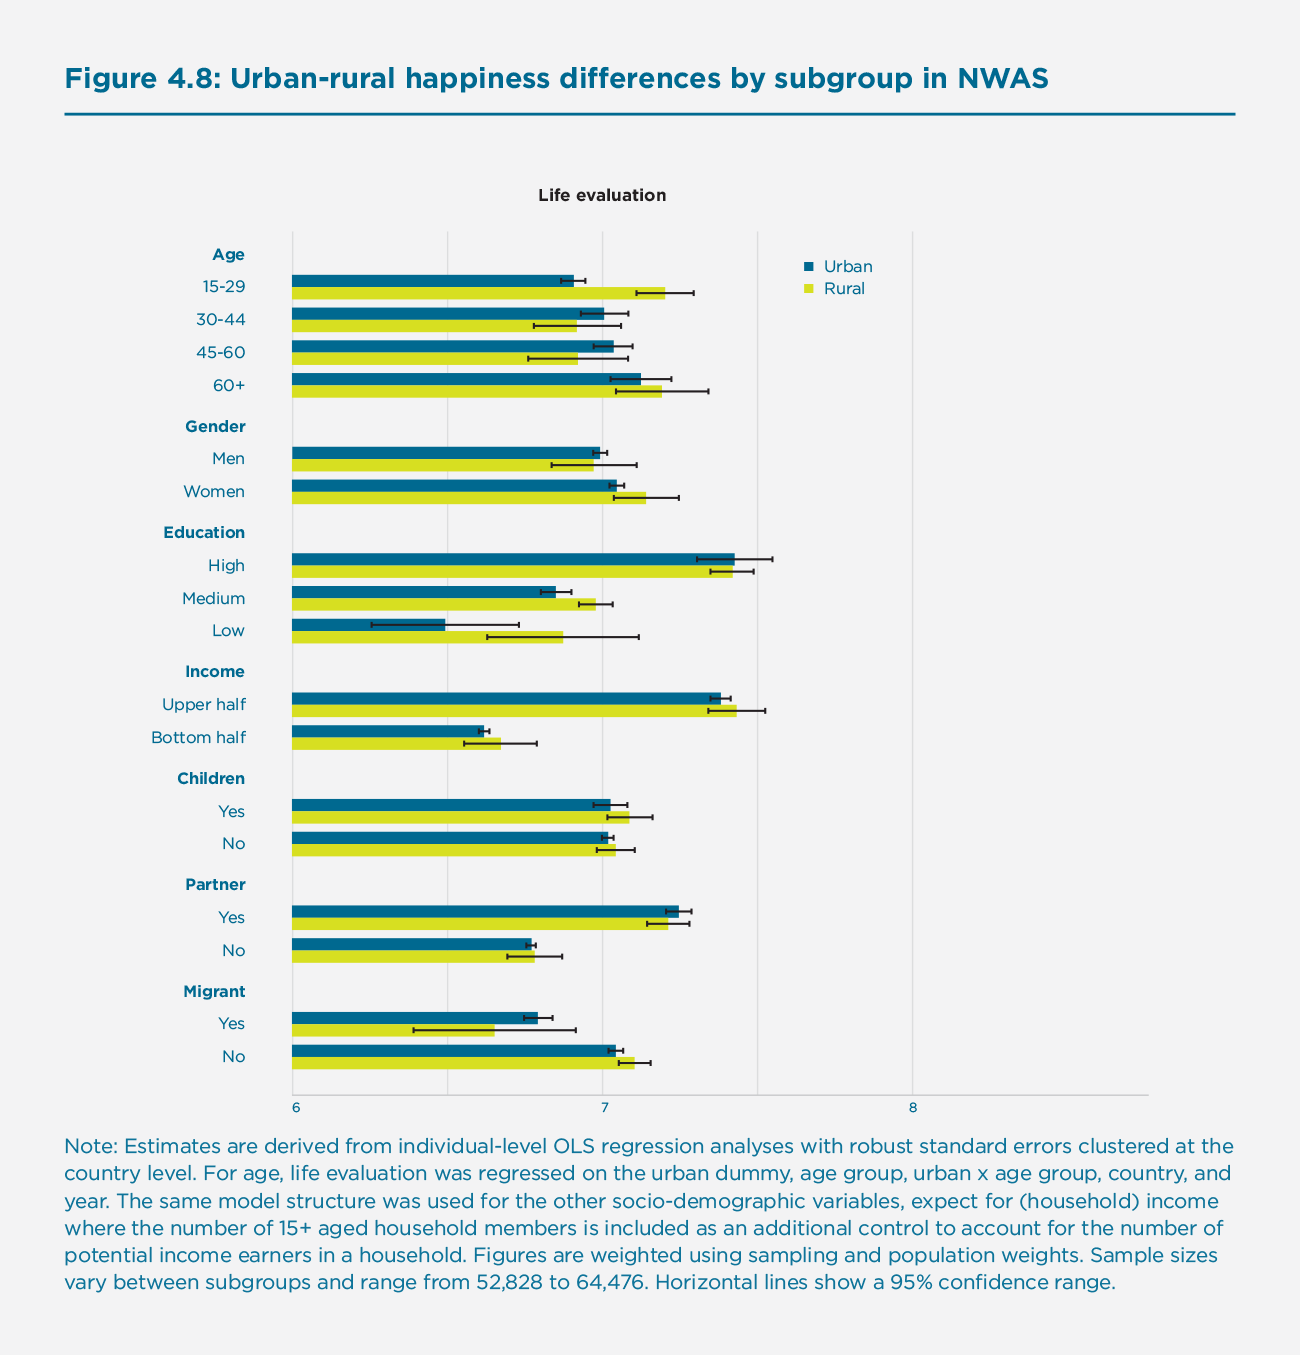 Figure 4.8: Urban-rural happiness differences by subgroup in NWAS
Life evaluation
Urban
Rural
Age
15-29
30-44
45-60
60+
Gender
Men
Women
Education
High
Medium
Low
Income
Upper half
Bottom half
Children
Yes
No
Partner
Yes
No
Migrant
Yes
No
6 7 8
Note: Estimates are derived from individual-level OLS regression analyses with robust standard errors clustered at the
country level. For age, life evaluation was regressed on the urban dummy, age group, urban x age group, country, and
year. The same model structure was used for the other socio-demographic variables, expect for (household) income
where the number of 15+ aged household members is included as an additional control to account for the number of
potential income earners in a household. Figures are weighted using sampling and population weights. Sample sizes
vary between subgroups and range from 52,828 to 64,476. Horizontal lines show a 95% confidence range.